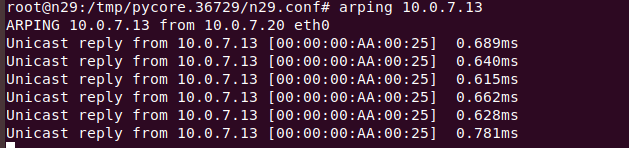 root@n29:/tmp/pycore.36729/n29.conf# arping 10.0.7.13
ARPING 10.0.7.13 from 10.0.7.20 eth0
Unicast reply from 10.0.7.13 [00:00:00:AA:00:25]  0.689ms
Unicast reply from 10.0.7.13 [00:00:00:AA:00:25]  0.640ms
Unicast reply from 10.0.7.13 [00:00:00:AA:00:25]  0.615ms
Unicast reply from 10.0.7.13 [00:00:00:AA:00:25]  0.662ms
Unicast reply from 10.0.7.13 [00:00:00:AA:00:25]  0.628ms
Unicast reply from 10.0.7.13 [00:00:00:AA:00:25]  0.781ms